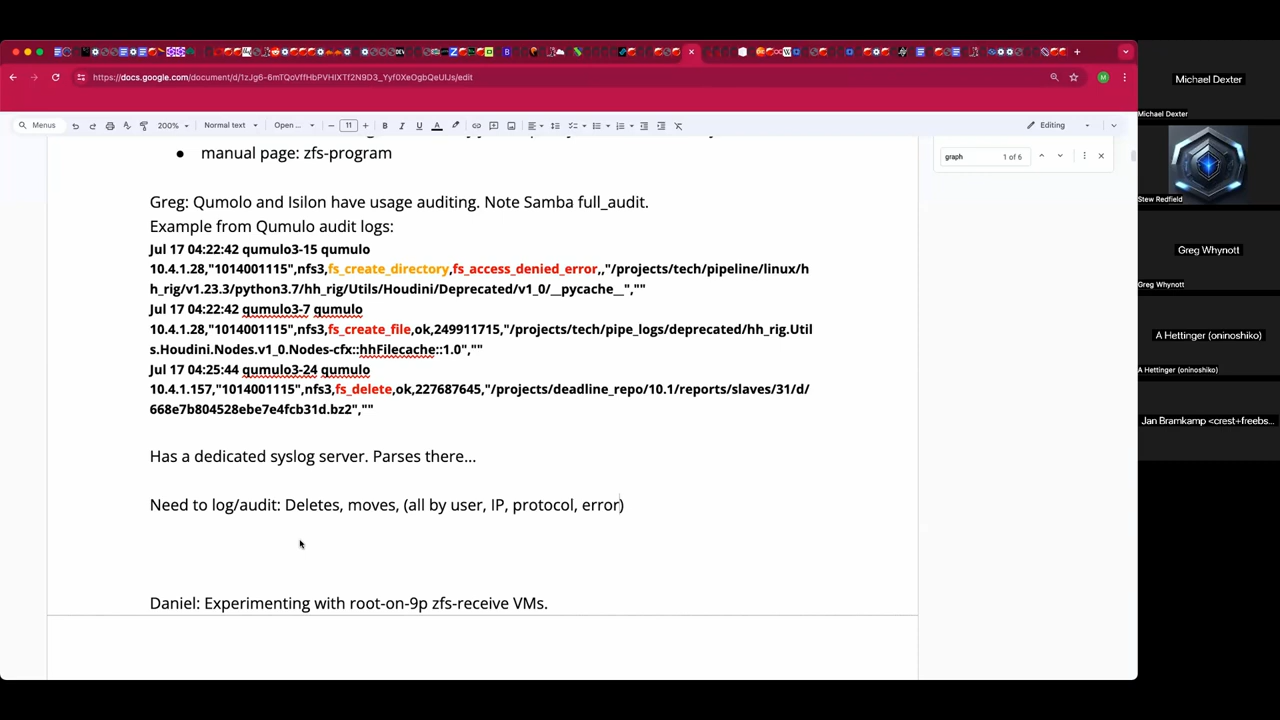 https://docs.google.com/document/d/1zJg6-6mTQoVffHbPVHIXTf2N9D3_Yyf0XeOgbQeUIJs/edit
M
Menus
200%
Normal text
Open ...
11
B I U A
Editing
graph
1 of 6
● manual page: zfs-program
Greg: Qumolo and Isilon have usage auditing. Note Samba full_audit.
Example from Qumulo audit logs:
Jul 17 04:22:42 qumulo3-15 qumulo
10.4.1.28,"1014001115",nfs3,fs_create_directory,fs_access_denied_error,,"/projects/tech/pipeline/linux/h
h_rig/v1.23.3/python3.7/hh_rig/Utils/Houdini/Deprecated/v1_0/__pycache__",""
Jul 17 04:22:42 qumulo3-7 qumulo
10.4.1.28,"1014001115",nfs3,fs_create_file,ok,249911715,"/projects/tech/pipe_logs/deprecated/hh_rig.Util
s.Houdini.Nodes.v1_0.Nodes-cfx::hhFilecache::1.0",""
Jul 17 04:25:44 qumulo3-24 qumulo
10.4.1.157,"1014001115",nfs3,fs_delete,ok,227687645,"/projects/deadline_repo/10.1/reports/slaves/31/d/
668e7b804528ebe7e4fcb31d.bz2",""
Has a dedicated syslog server. Parses there...
Need to log/audit: Deletes, moves, (all by user, IP, protocol, error)
Daniel: Experimenting with root-on-9p zfs-receive VMs.
Michael Dexter
Michael Dexter
Stew Redfield
Greg Whynott
Greg Whynott
A Hettinger (oninoshiko)
A Hettinger (oninoshiko)
Jan Bramkamp <crest+freebs...